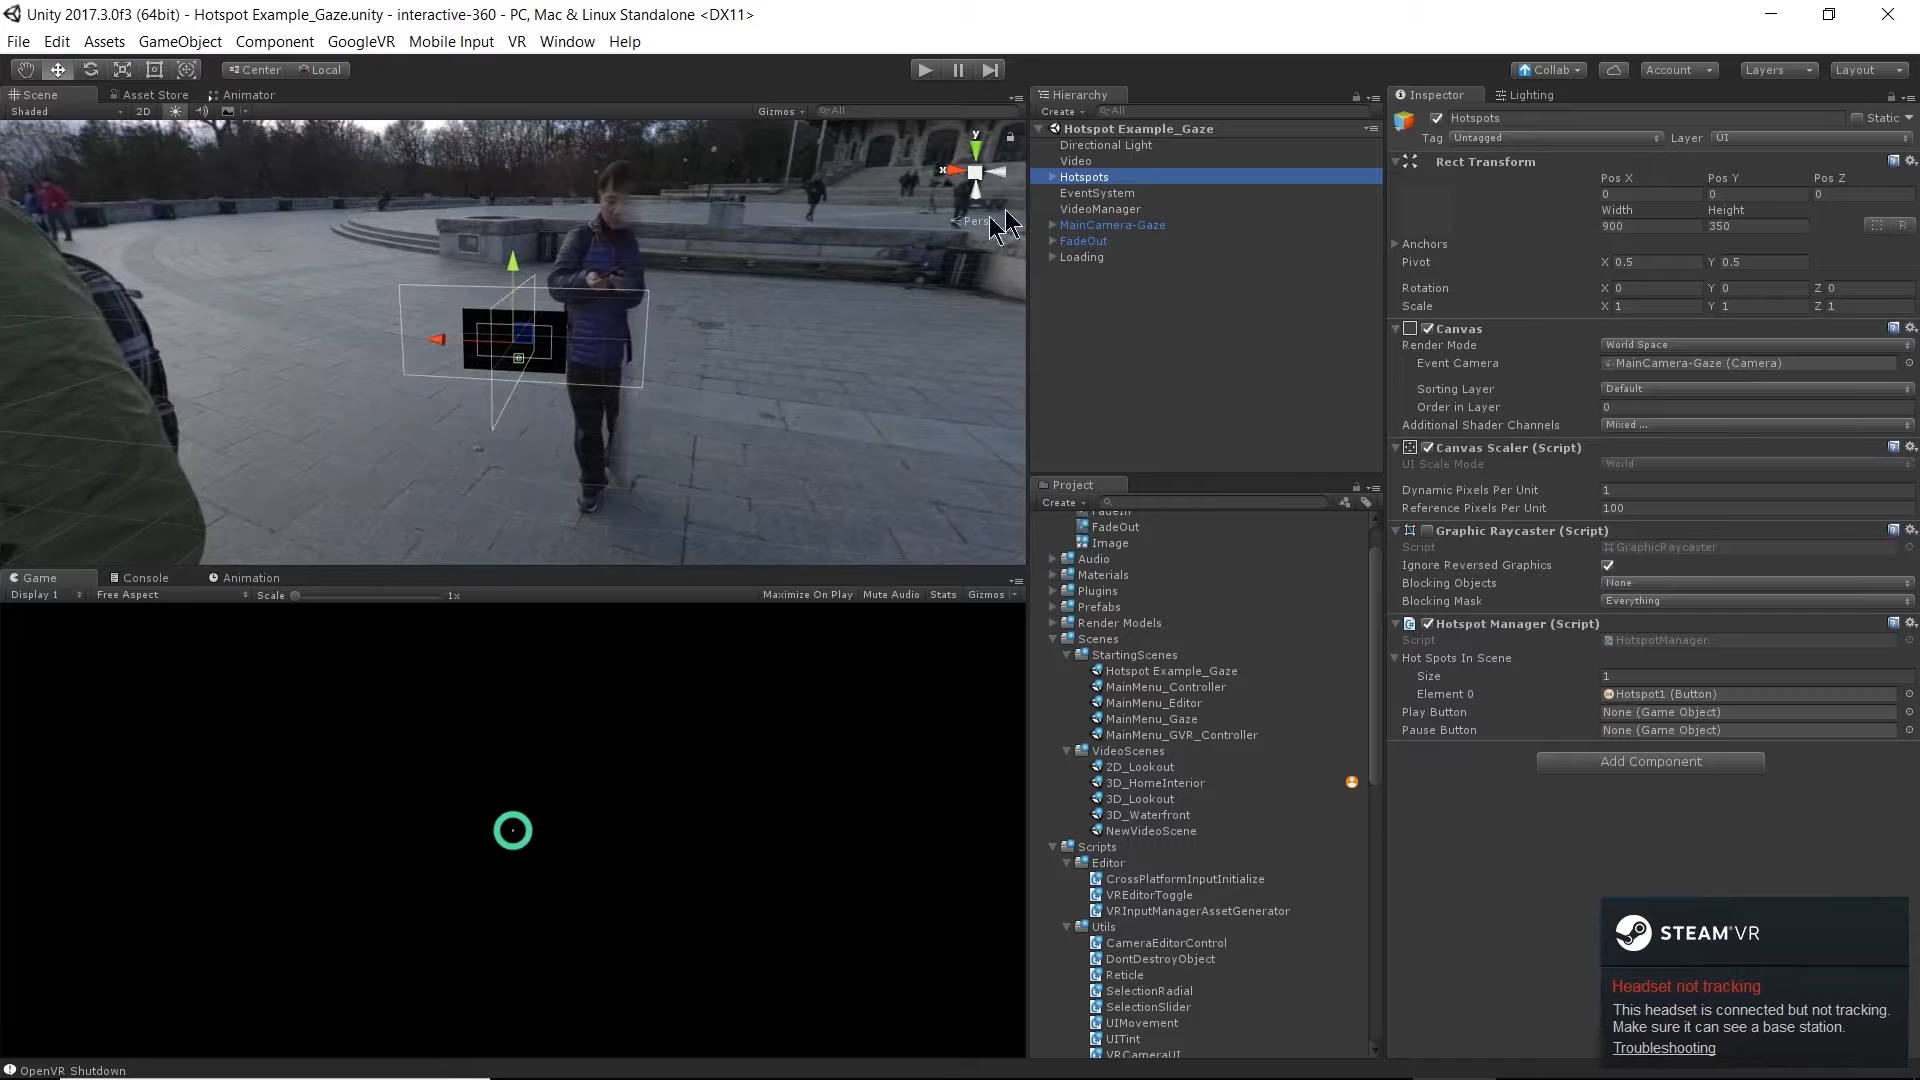 Unity 2017.3.0f3 (64bit) - Hotspot Example_Gaze.unity - interactive-360 - PC, Mac & Linux Standalone <DX11>
File Edit Assets GameObject Component GoogleVR Mobile Input VR Window Help
Center Local Collab Account Layers Layout
Scene Asset Store Animator
Shaded 2D Gizmos All
y
x
Pers
Hierarchy
Create All
Hotspot Example_Gaze
Directional Light
Video
Hotspots
EventSystem
VideoManager
MainCamera-Gaze
FadeOut
Loading
Game Console Animation
Display 1 Free Aspect Scale 1x Maximize On Play Mute Audio Stats Gizmos
Project
Create
FadeIn
FadeOut
Image
Audio
Materials
Plugins
Prefabs
Render Models
Scenes
StartingScenes
Hotspot Example_Gaze
MainMenu_Controller
MainMenu_Editor
MainMenu_Gaze
MainMenu_GVR_Controller
VideoScenes
2D_Lookout
3D_HomeInterior
3D_Lookout
3D_Waterfront
NewVideoScene
Scripts
Editor
CrossPlatformInputInitialize
VREditorToggle
VRInputManagerAssetGenerator
Utils
CameraEditorControl
DontDestroyObject
Reticle
SelectionRadial
SelectionSlider
UIMovement
UITint
VRCameraUI
Inspector Lighting
Hotspots Static
Tag Untagged Layer UI
Rect Transform
Pos X Pos Y Pos Z
0 0 0
Width Height
900 350 R
Anchors
Pivot X 0.5 Y 0.5
Rotation X 0 Y 0 Z 0
Scale X 1 Y 1 Z 1
Canvas
Render Mode World Space
Event Camera MainCamera-Gaze (Camera)
Sorting Layer Default
Order in Layer 0
Additional Shader Channels Mixed ...
Canvas Scaler (Script)
UI Scale Mode World
Dynamic Pixels Per Unit 1
Reference Pixels Per Unit 100
Graphic Raycaster (Script)
Script GraphicRaycaster
Ignore Reversed Graphics
Blocking Objects None
Blocking Mask Everything
Hotspot Manager (Script)
Script HotspotManager
Hot Spots In Scene
Size 1
Element 0 Hotspot1 (Button)
Play Button None (Game Object)
Pause Button None (Game Object)
Add Component
STEAM VR
Headset not tracking
This headset is connected but not tracking.
Make sure it can see a base station.
Troubleshooting
OpenVR Shutdown